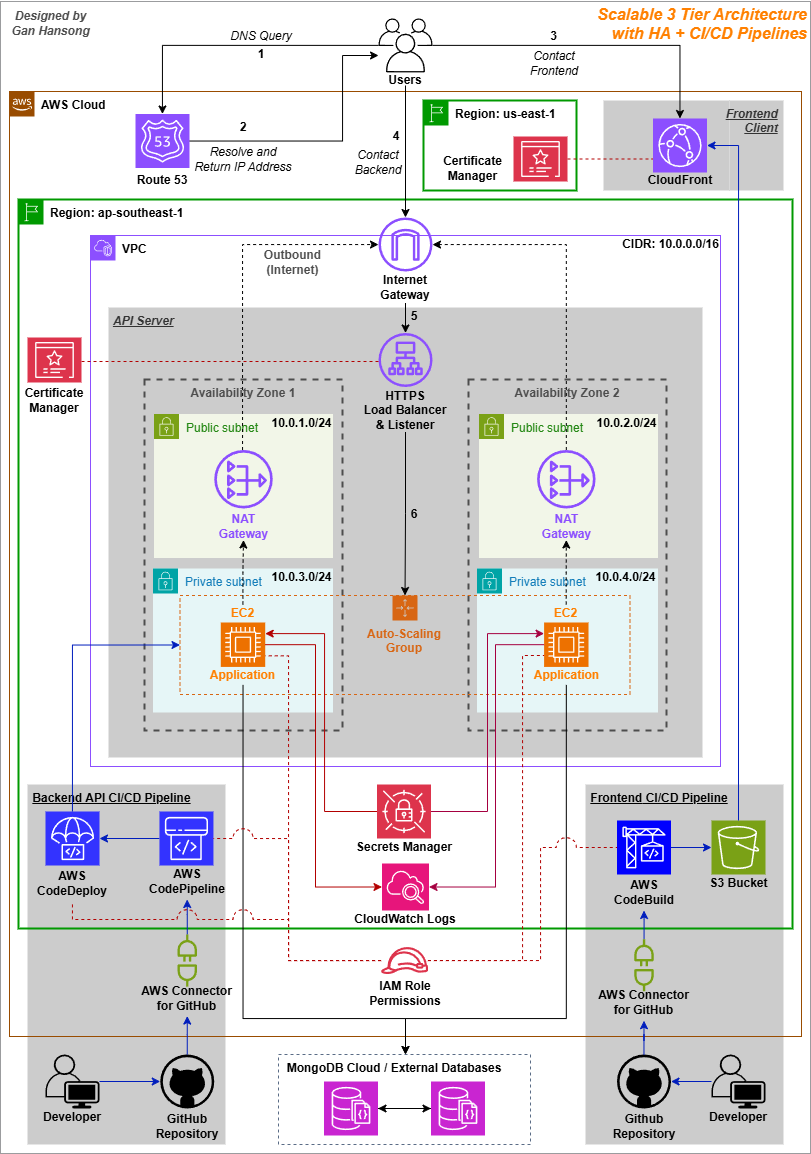 Designed by
Gan Hansong
Scalable 3 Tier Architecture
with HA + CI/CD Pipelines
DNS Query
1
3
Contact
Frontend
Users
aws
AWS Cloud
53
2
Resolve and
Return IP Address
Route 53
4
Contact
Backend
Region: us-east-1
Certificate
Manager
Frontend
Client
CloudFront
Region: ap-southeast-1
VPC
CIDR: 10.0.0.0/16
Outbound
(Internet)
Internet
Gateway
5
API Server
Certificate
Manager
HTTPS
Load Balancer
& Listener
Availability Zone 1
Availability Zone 2
Public subnet
10.0.1.0/24
Public subnet
10.0.2.0/24
NAT
Gateway
NAT
Gateway
6
Private subnet
10.0.3.0/24
Private subnet
10.0.4.0/24
EC2
Application
Auto-Scaling
Group
EC2
Application
Backend API CI/CD Pipeline
Frontend CI/CD Pipeline
AWS
CodeDeploy
AWS
CodePipeline
Secrets Manager
AWS
CodeBuild
S3 Bucket
CloudWatch Logs
IAM Role
Permissions
AWS Connector
for GitHub
AWS Connector
for GitHub
MongoDB Cloud / External Databases
Developer
GitHub
Repository
Github
Repository
Developer